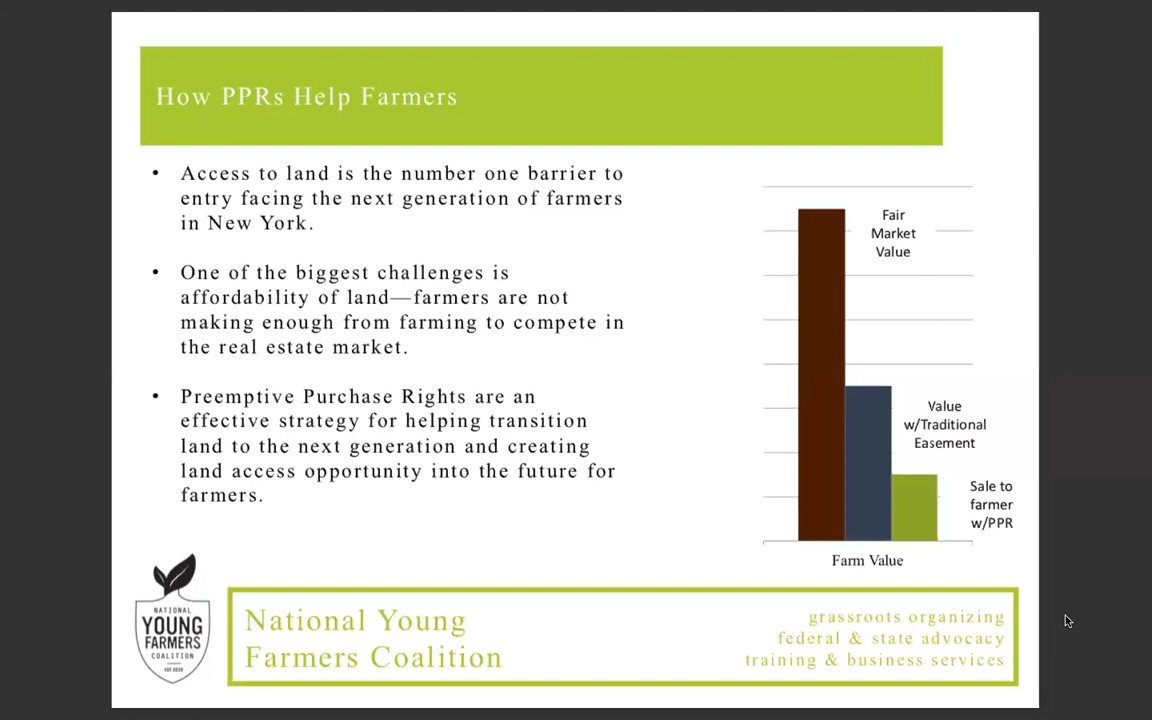 How PPRs Help Farmers
• Access to land is the number one barrier to
entry facing the next generation of farmers
in New York.
• One of the biggest challenges is
affordability of land—farmers are not
making enough from farming to compete in
the real estate market.
• Preemptive Purchase Rights are an
effective strategy for helping transition
land to the next generation and creating
land access opportunity into the future for
farmers.
Fair
Market
Value
Value
w/Traditional
Easement
Sale to
farmer
w/PPR
Farm Value
NATIONAL
YOUNG
FARMERS
COALITION
EST 2010
National Young
Farmers Coalition
grassroots organizing
federal & state advocacy
training & business services